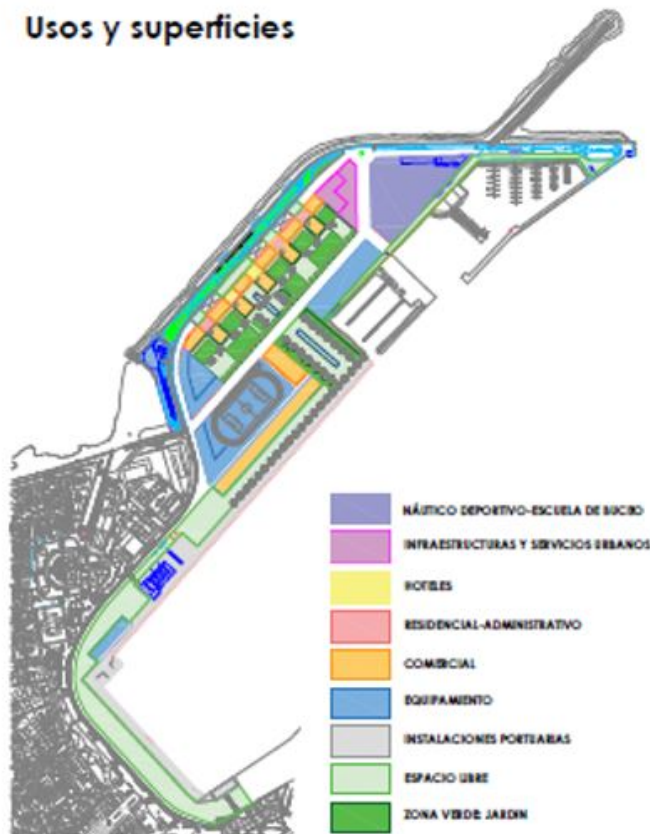 Usos y superficies
NÁUTICO DEPORTIVO-ESCUELA DE BUCEO
INFRAESTRUCTURAS Y SERVICIOS URBANOS
HOTELES
RESIDENCIAL-ADMINISTRATIVO
COMERCIAL
EQUIPAMIENTO
INSTALACIONES PORTUARIAS
ESPACIO LIBRE
ZONA VERDE: JARDIN